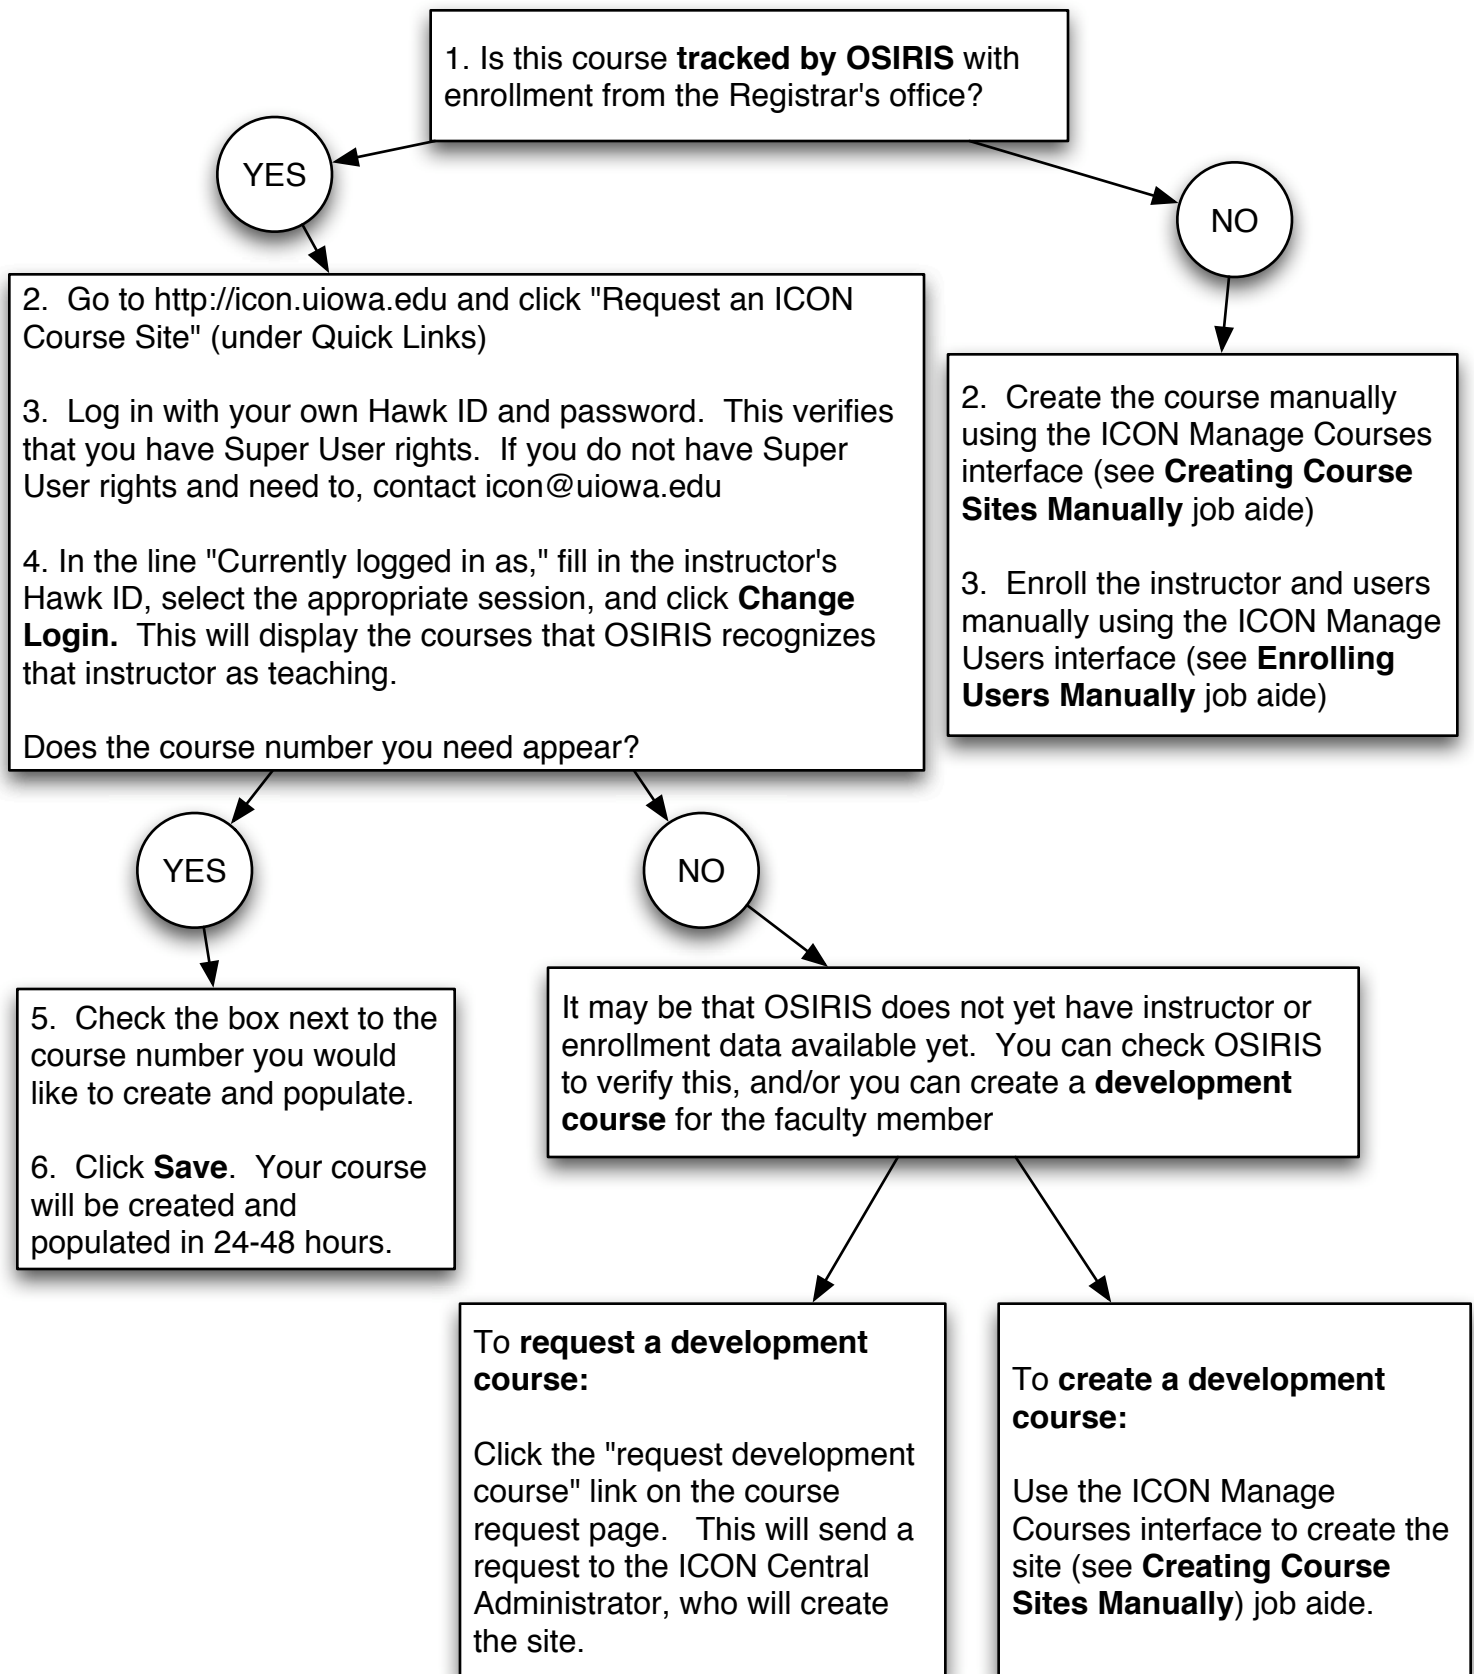 1. Is this course tracked by OSIRIS with
enrollment from the Registrar's office?
YES
NO
2.  Go to http://icon.uiowa.edu and click "Request an ICON
Course Site" (under Quick Links)
3.  Log in with your own Hawk ID and password.  This verifies
that you have Super User rights.  If you do not have Super
User rights and need to, contact icon@uiowa.edu
4. In the line "Currently logged in as," fill in the instructor's
Hawk ID, select the appropriate session, and click Change
Login.  This will display the courses that OSIRIS recognizes
that instructor as teaching.
Does the course number you need appear?
2.  Create the course manually
using the ICON Manage Courses
interface (see Creating Course
Sites Manually job aide)
3.  Enroll the instructor and users
manually using the ICON Manage
Users interface (see Enrolling
Users Manually job aide)
YES
NO
5.  Check the box next to the
course number you would
like to create and populate.
6.  Click Save.  Your course
will be created and
populated in 24-48 hours.
It may be that OSIRIS does not yet have instructor or
enrollment data available yet.  You can check OSIRIS
to verify this, and/or you can create a development
course for the faculty member
To request a development
course:
Click the "request development
course" link on the course
request page.   This will send a
request to the ICON Central
Administrator, who will create
the site.
To create a development
course:
Use the ICON Manage
Courses interface to create the
site (see Creating Course
Sites Manually) job aide.